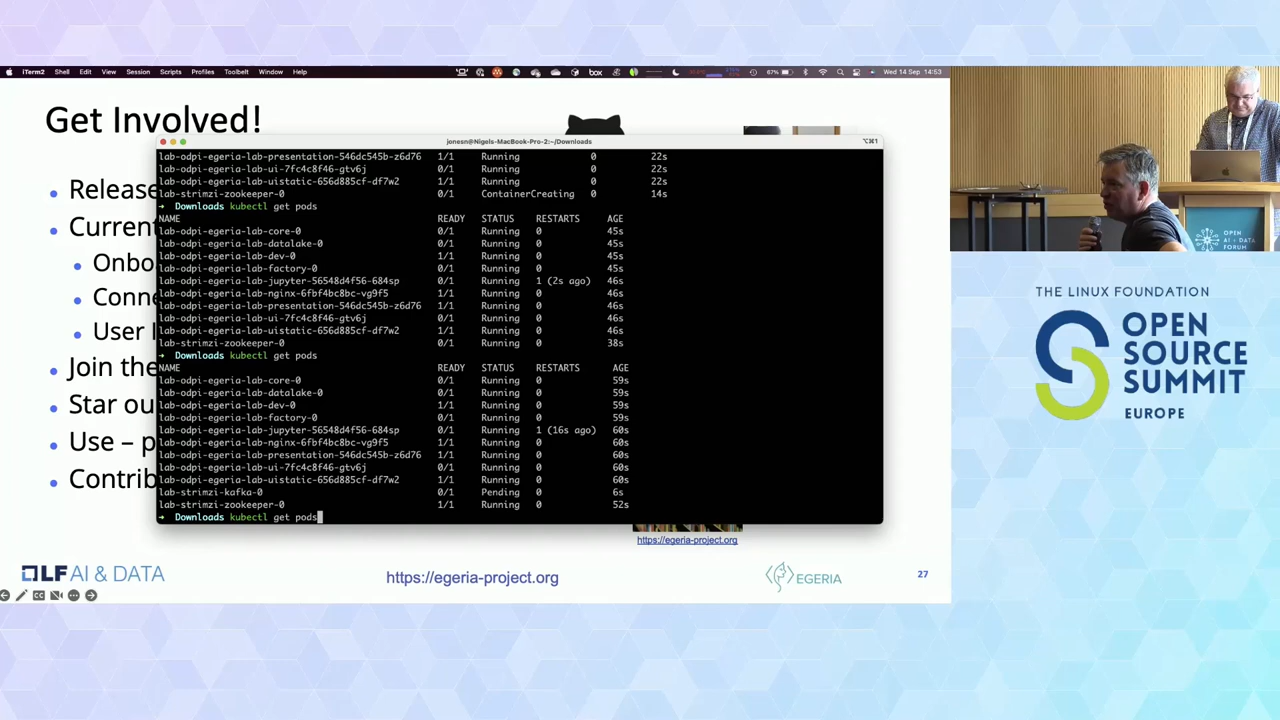 iTerm2 Shell Edit View Session Scripts Profiles Toolbelt Window Help
box
67%
Wed 14 Sep 14:53
Get Involved!
jonesn@Nigels-MacBook-Pro-2:~/Downloads
⌥⌘1
lab-odpi-egeria-lab-presentation-546dc545b-z6d76 1/1 Running 0 22s
lab-odpi-egeria-lab-ui-7fc4c8f46-gtv6j 0/1 Running 0 22s
lab-odpi-egeria-lab-uistatic-656d885cf-df7w2 1/1 Running 0 22s
lab-strimzi-zookeeper-0 0/1 ContainerCreating 0 14s
➜ Downloads kubectl get pods
NAME READY STATUS RESTARTS AGE
lab-odpi-egeria-lab-core-0 0/1 Running 0 45s
lab-odpi-egeria-lab-datalake-0 0/1 Running 0 45s
lab-odpi-egeria-lab-dev-0 1/1 Running 0 45s
lab-odpi-egeria-lab-factory-0 0/1 Running 0 45s
lab-odpi-egeria-lab-jupyter-56548d4f56-684sp 0/1 Running 1 (2s ago) 46s
lab-odpi-egeria-lab-nginx-6fbf4bc8bc-vg9f5 1/1 Running 0 46s
lab-odpi-egeria-lab-presentation-546dc545b-z6d76 1/1 Running 0 46s
lab-odpi-egeria-lab-ui-7fc4c8f46-gtv6j 0/1 Running 0 46s
lab-odpi-egeria-lab-uistatic-656d885cf-df7w2 1/1 Running 0 46s
lab-strimzi-zookeeper-0 0/1 Running 0 38s
➜ Downloads kubectl get pods
NAME READY STATUS RESTARTS AGE
lab-odpi-egeria-lab-core-0 0/1 Running 0 59s
lab-odpi-egeria-lab-datalake-0 0/1 Running 0 59s
lab-odpi-egeria-lab-dev-0 1/1 Running 0 59s
lab-odpi-egeria-lab-factory-0 0/1 Running 0 59s
lab-odpi-egeria-lab-jupyter-56548d4f56-684sp 0/1 Running 1 (16s ago) 60s
lab-odpi-egeria-lab-nginx-6fbf4bc8bc-vg9f5 1/1 Running 0 60s
lab-odpi-egeria-lab-presentation-546dc545b-z6d76 1/1 Running 0 60s
lab-odpi-egeria-lab-ui-7fc4c8f46-gtv6j 0/1 Running 0 60s
lab-odpi-egeria-lab-uistatic-656d885cf-df7w2 1/1 Running 0 60s
lab-strimzi-kafka-0 0/1 Pending 0 6s
lab-strimzi-zookeeper-0 1/1 Running 0 52s
➜ Downloads kubectl get pods
• Release
• Curren
• Onbo
• Conne
• User
• Join the
• Star ou
• Use – p
• Contrib
https://egeria-project.org
LF AI & DATA
https://egeria-project.org
EGERIA
27
OPEN
AI + DATA
FORUM
THE LINUX FOUNDATION
OPEN
SOURCE
SUMMIT
EUROPE